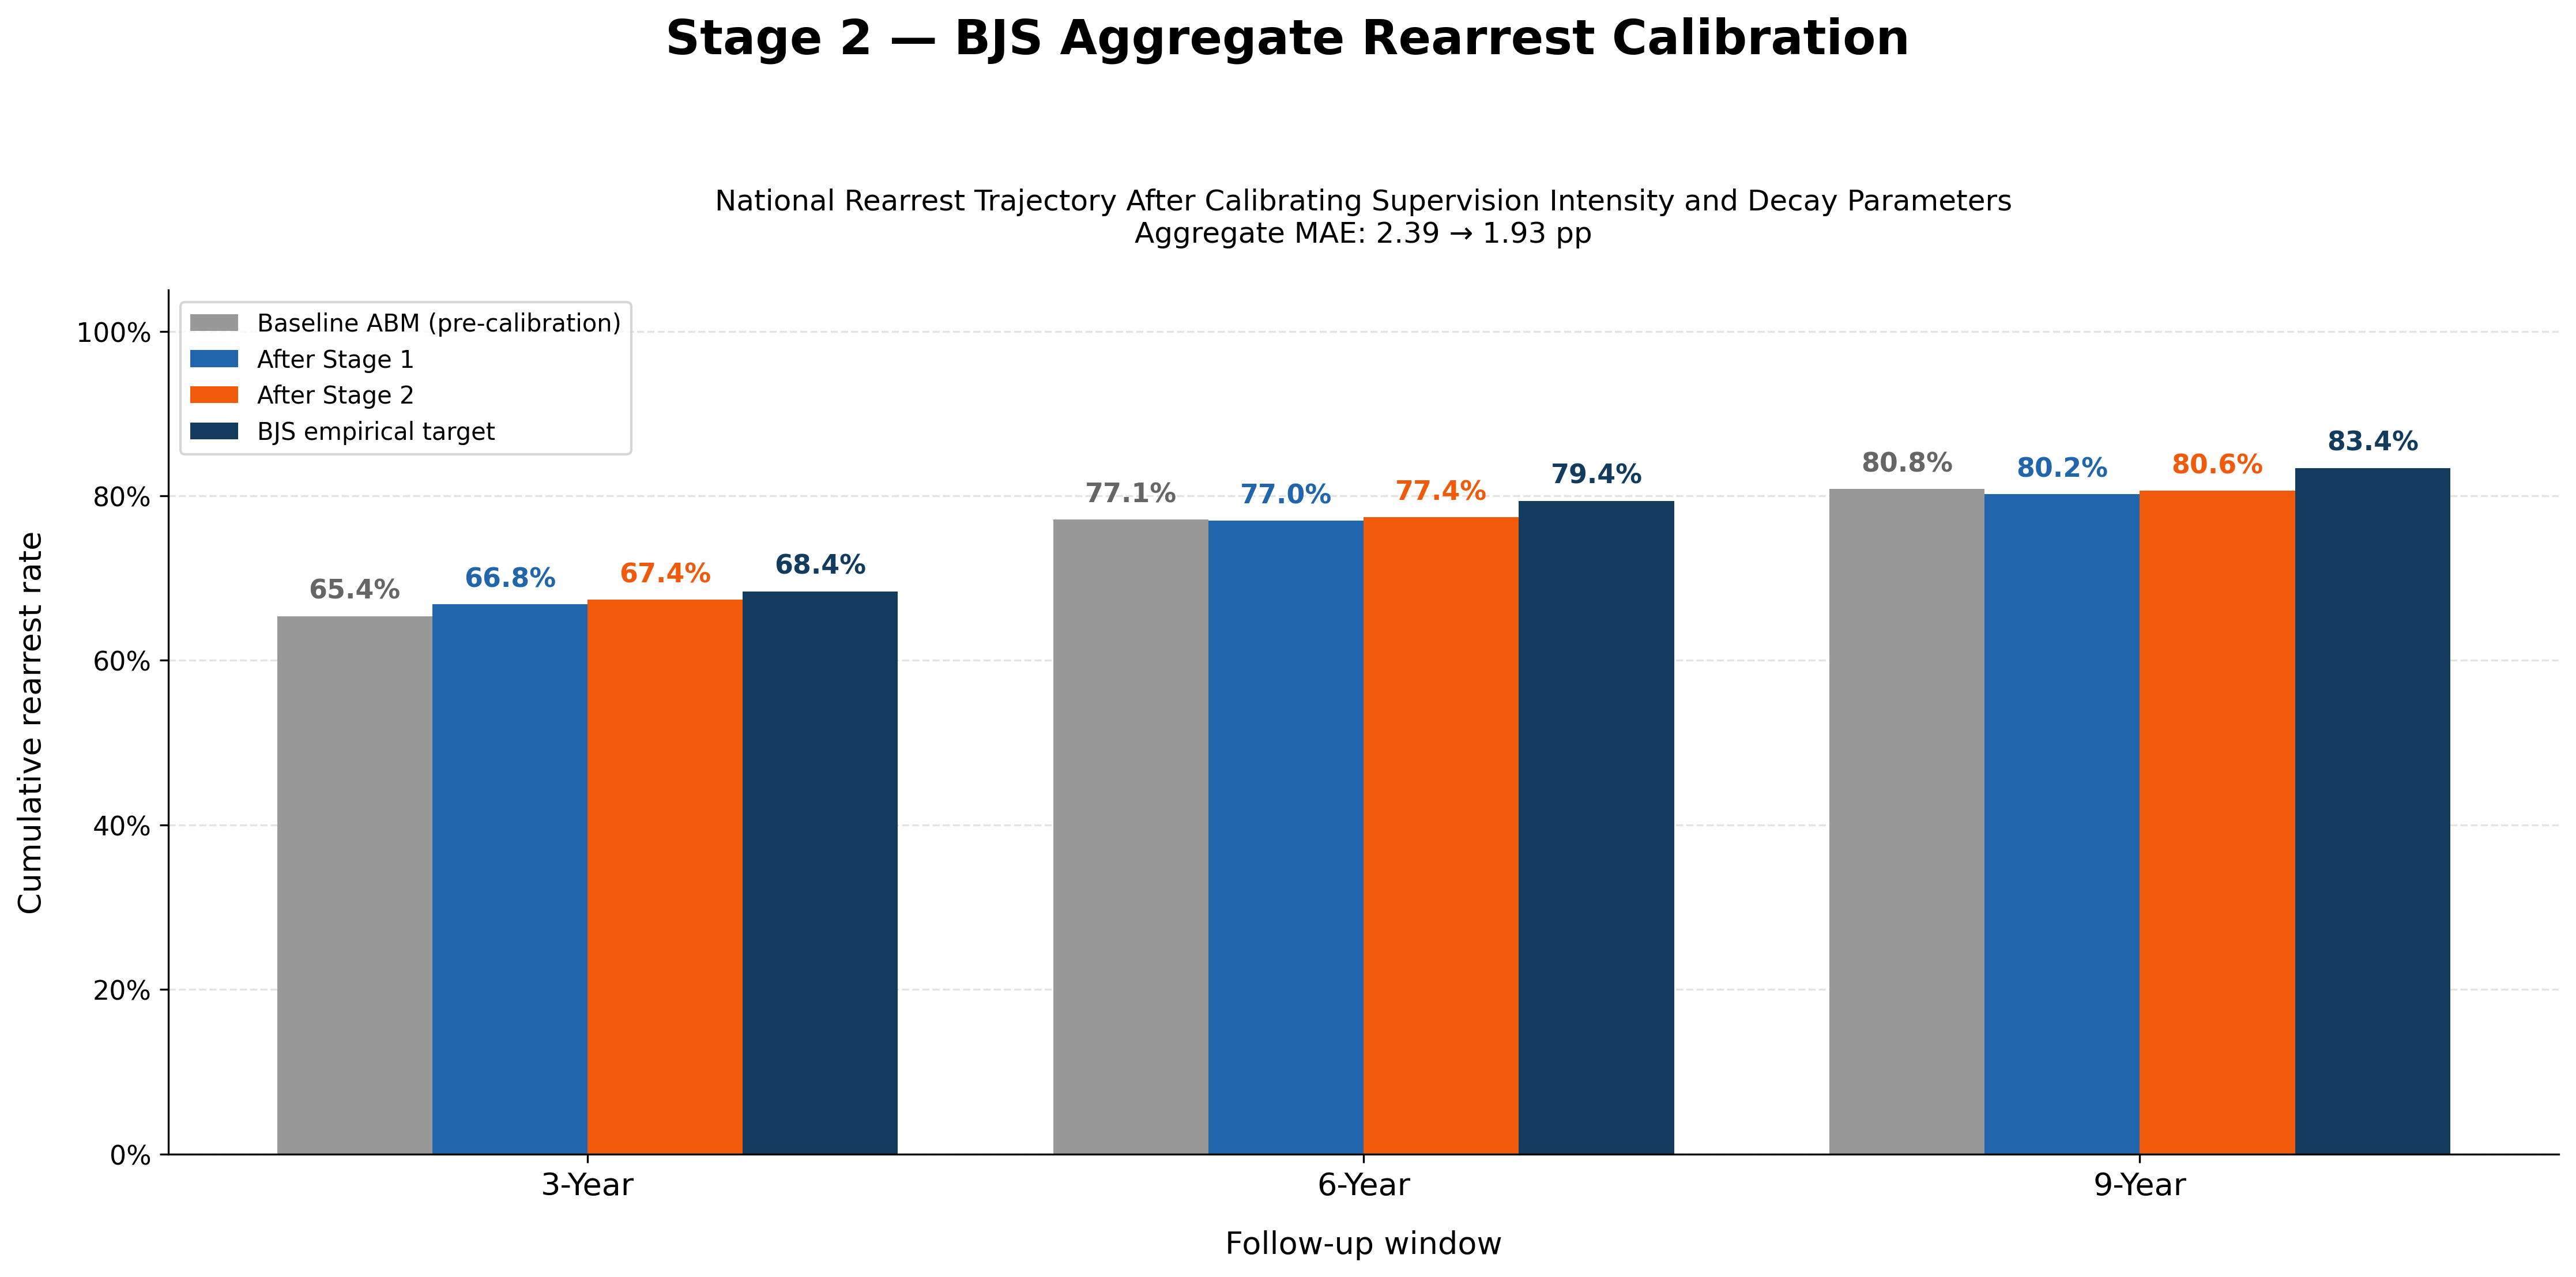 Stage 2 — BJS Aggregate Rearrest Calibration
National Rearrest Trajectory After Calibrating Supervision Intensity and Decay Parameters
Aggregate MAE: 2.39 → 1.93 pp
Baseline ABM (pre-calibration)
After Stage 1
After Stage 2
BJS empirical target
Cumulative rearrest rate
100%
80%
60%
40%
20%
0%
65.4%
66.8%
67.4%
68.4%
77.1%
77.0%
77.4%
79.4%
80.8%
80.2%
80.6%
83.4%
3-Year
6-Year
9-Year
Follow-up window